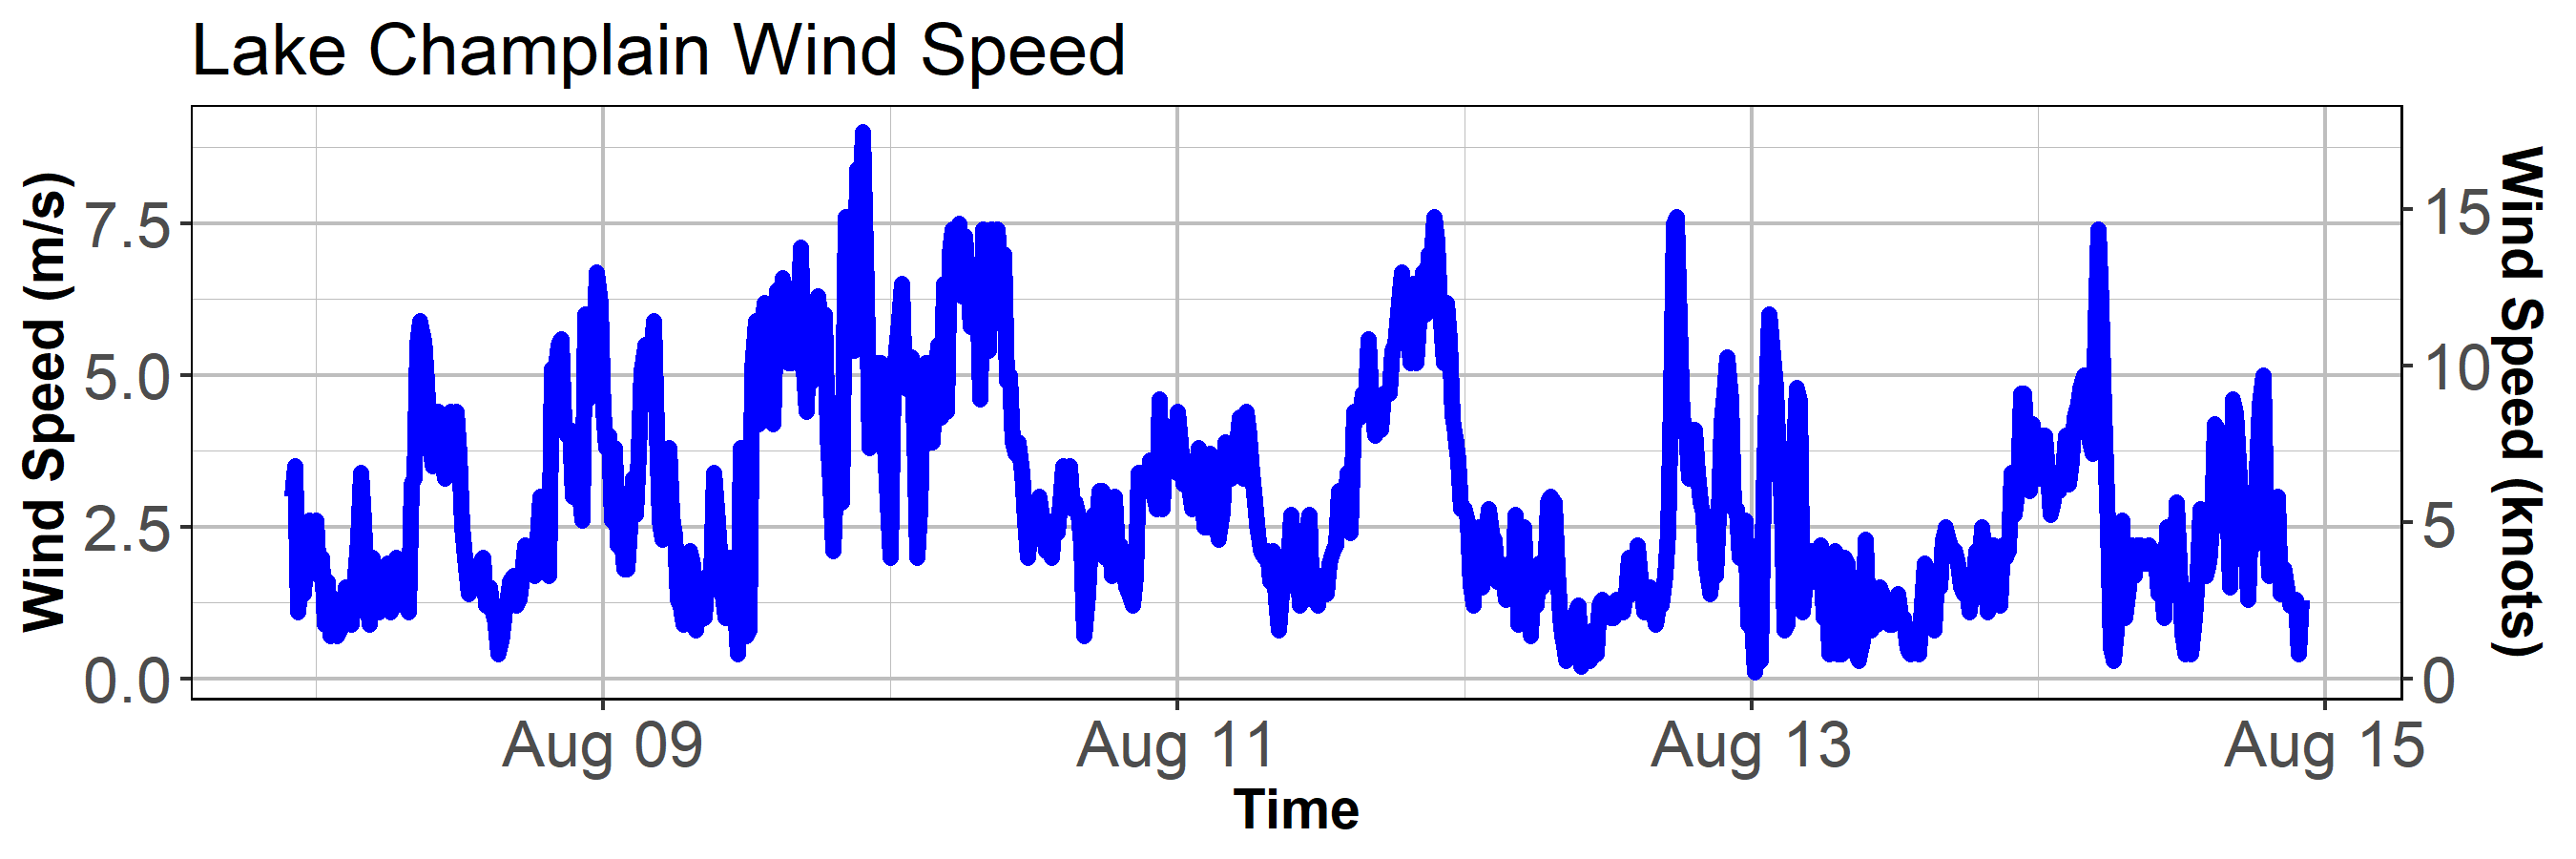 Lake Champlain Wind Speed
Wind Speed (m/s)
7.5
5.0
2.5
0.0
15
10
5
0
Wind Speed (knots)
Aug 09
Aug 11
Aug 13
Aug 15
Time